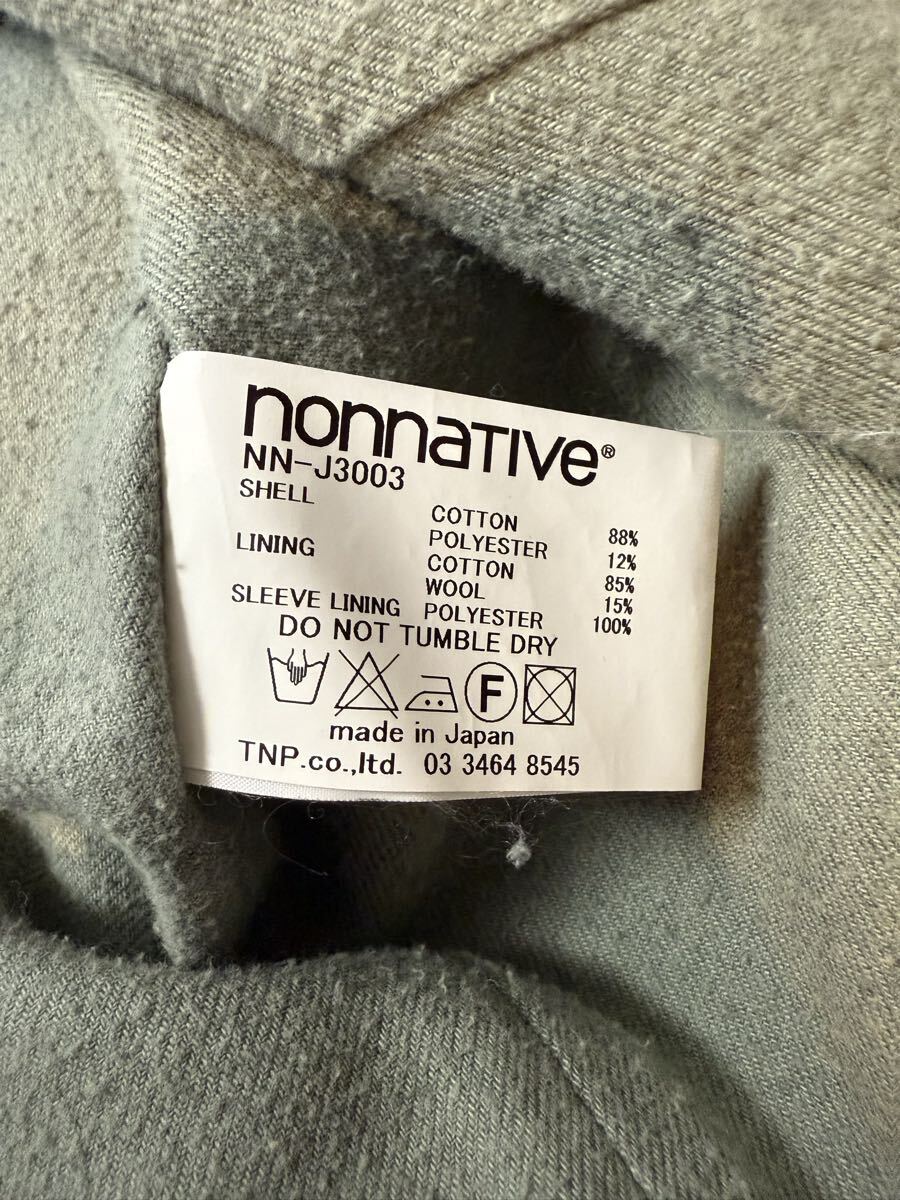 nonnaTIVe®
NN-J3003
SHELL COTTON 88%
POLYESTER 12%
LINING COTTON 85%
WOOL 15%
SLEEVE LINING POLYESTER 100%
DO NOT TUMBLE DRY
F
made in Japan
TNP.co.,ltd. 03 3464 8545